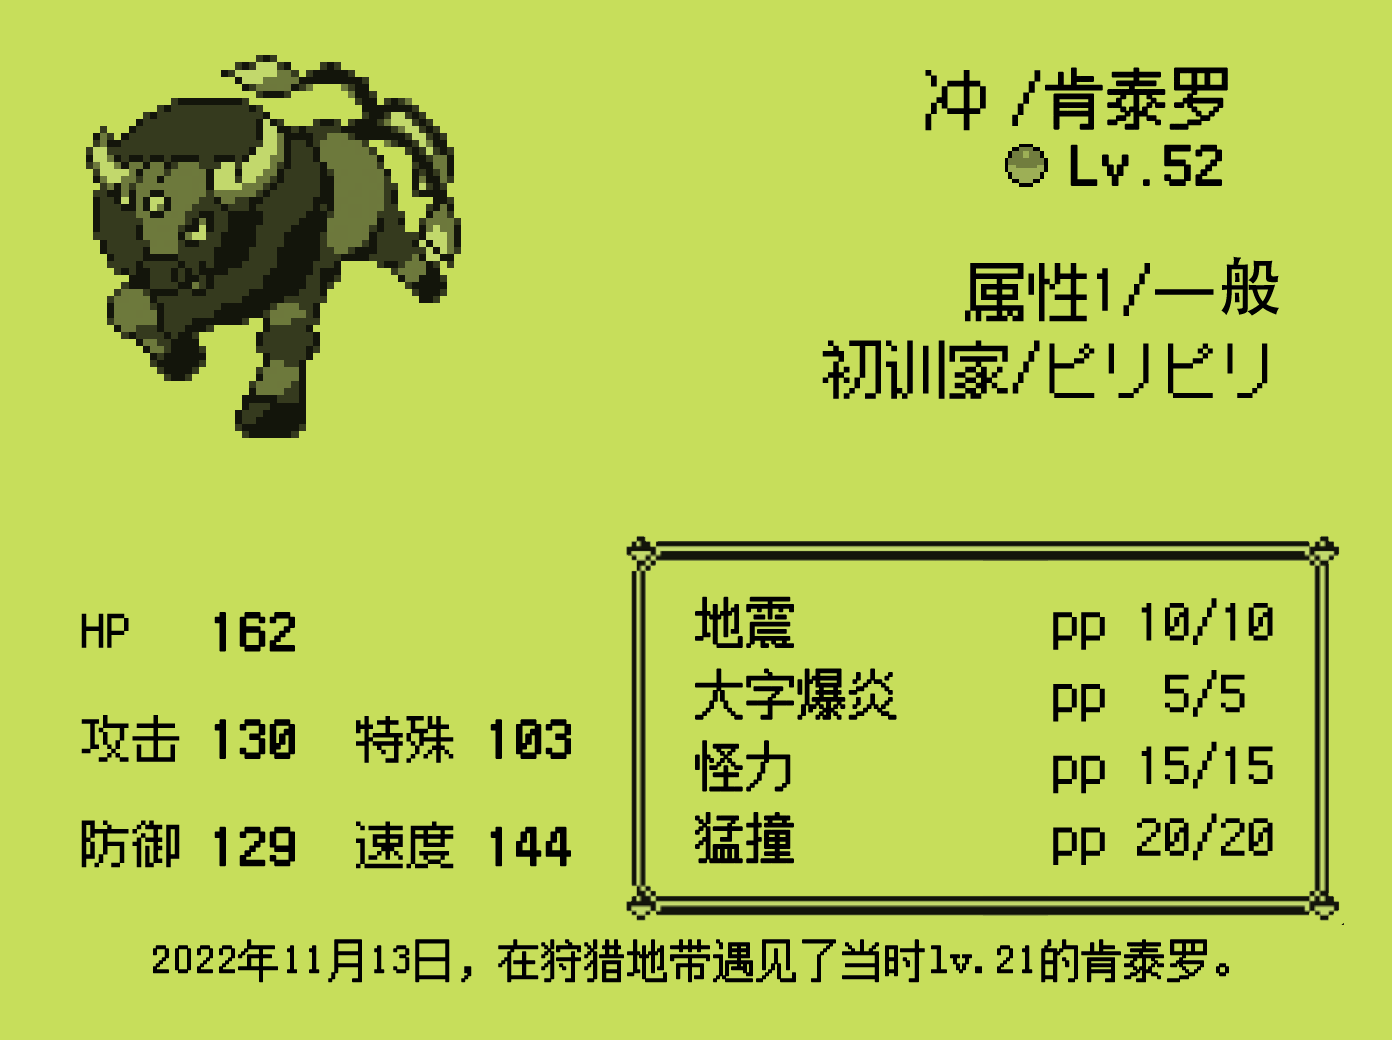 冲 /肯泰罗
Lv.52
属性1/一般
初训家/ビリビリ
HP 162
攻击 130 特殊 103
防御 129 速度 144
地震 pp 10/10
大字爆炎 pp 5/5
怪力 pp 15/15
猛撞 pp 20/20
2022年11月13日，在狩猎地带遇见了当时lv.21的肯泰罗。